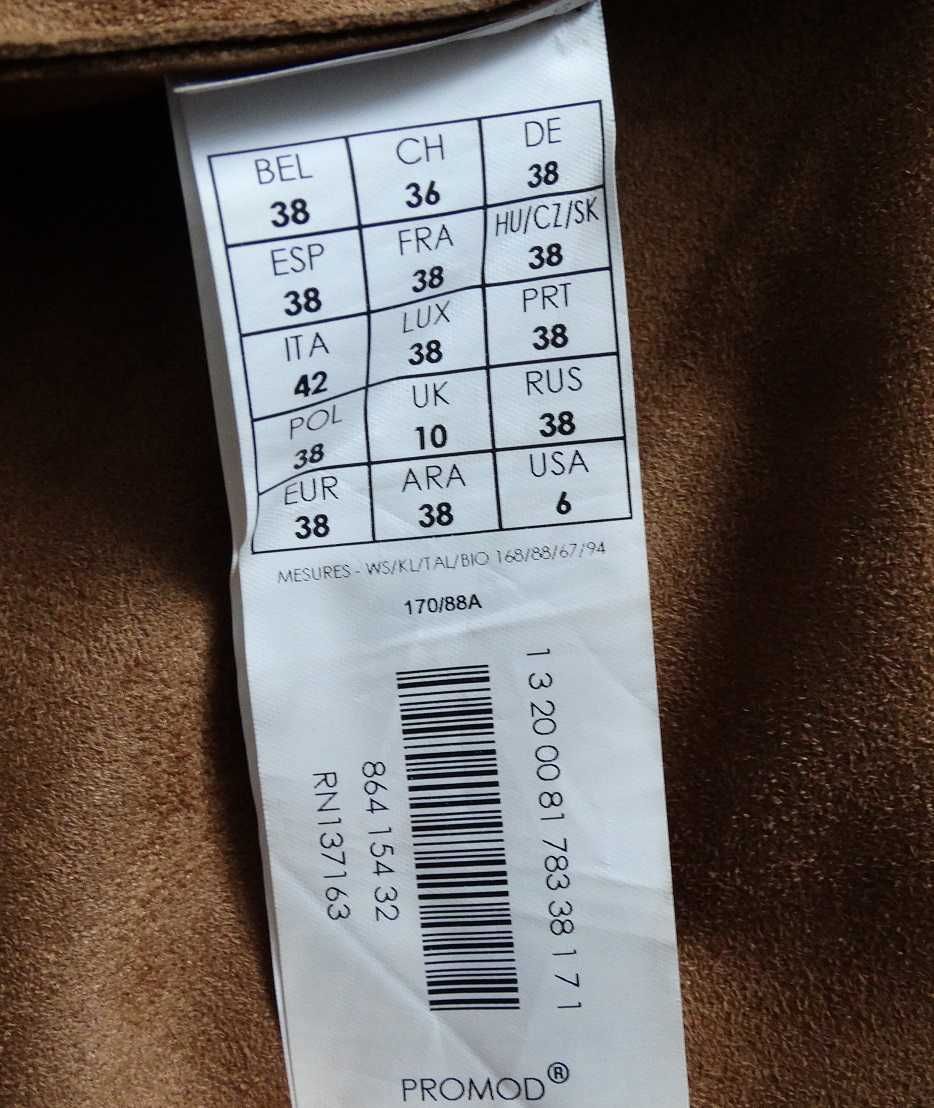 BEL CH DE
38 36 38
ESP FRA HU/CZ/SK
38 38 38
ITA LUX PRT
42 38 38
POL UK RUS
38 10 38
EUR ARA USA
38 38 6
MESURES - WS/KL/TAL/BIO 168/88/67/94
170/88A
1 3 20 00 81 783 38 1 7 1
864 154 32
RN137163
PROMOD®